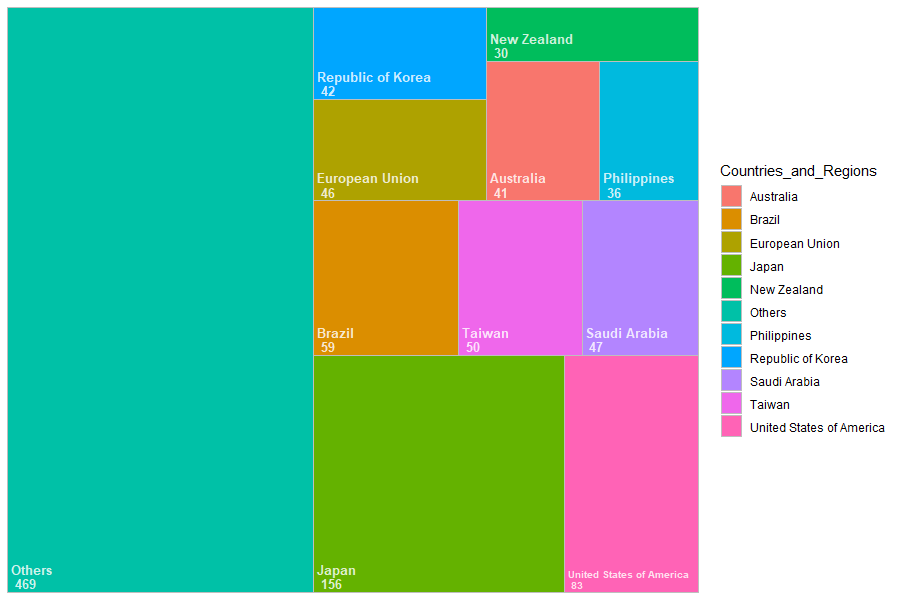 New Zealand
30
Republic of Korea
42
European Union
46
Australia
41
Philippines
36
Brazil
59
Taiwan
50
Saudi Arabia
47
Others
469
Japan
156
United States of America
83
Countries_and_Regions
Australia
Brazil
European Union
Japan
New Zealand
Others
Philippines
Republic of Korea
Saudi Arabia
Taiwan
United States of America